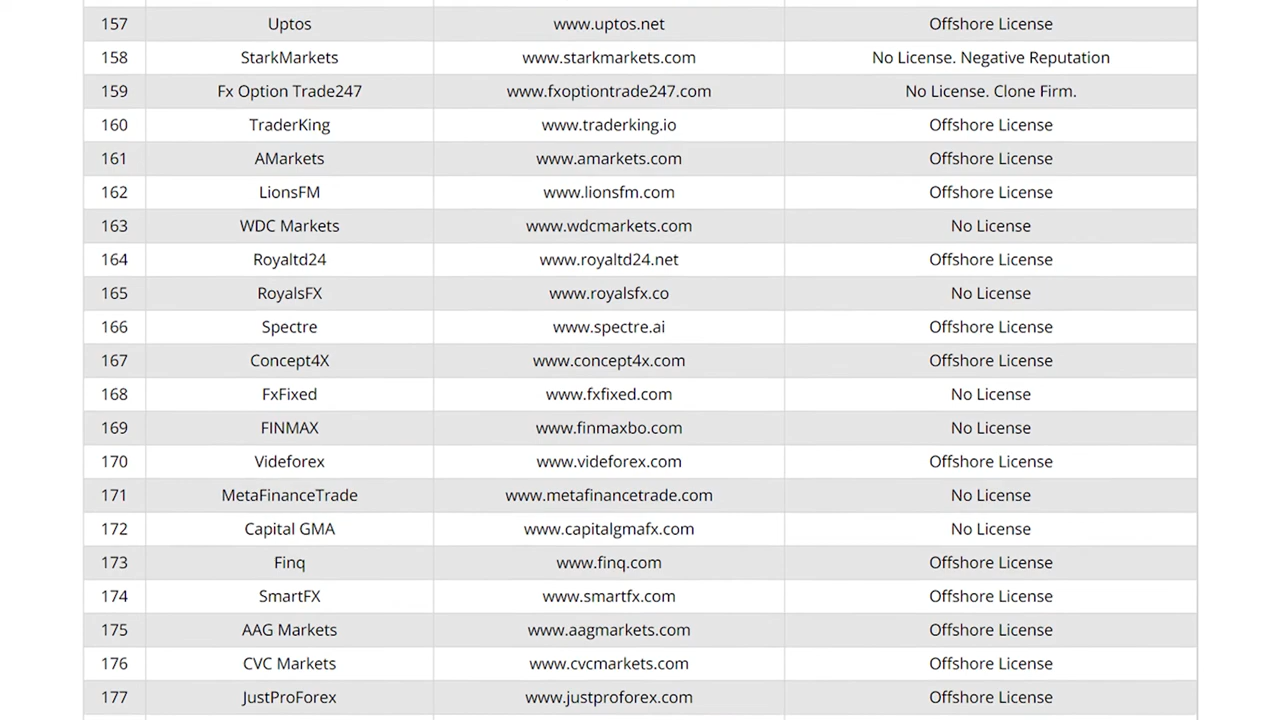 157 Uptos www.uptos.net Offshore License
158 StarkMarkets www.starkmarkets.com No License. Negative Reputation
159 Fx Option Trade247 www.fxoptiontrade247.com No License. Clone Firm.
160 TraderKing www.traderking.io Offshore License
161 AMarkets www.amarkets.com Offshore License
162 LionsFM www.lionsfm.com Offshore License
163 WDC Markets www.wdcmarkets.com No License
164 Royaltd24 www.royaltd24.net Offshore License
165 RoyalsFX www.royalsfx.co No License
166 Spectre www.spectre.ai Offshore License
167 Concept4X www.concept4x.com Offshore License
168 FxFixed www.fxfixed.com No License
169 FINMAX www.finmaxbo.com No License
170 Videforex www.videforex.com Offshore License
171 MetaFinanceTrade www.metafinancetrade.com No License
172 Capital GMA www.capitalgmafx.com No License
173 Finq www.finq.com Offshore License
174 SmartFX www.smartfx.com Offshore License
175 AAG Markets www.aagmarkets.com Offshore License
176 CVC Markets www.cvcmarkets.com Offshore License
177 JustProForex www.justproforex.com Offshore License